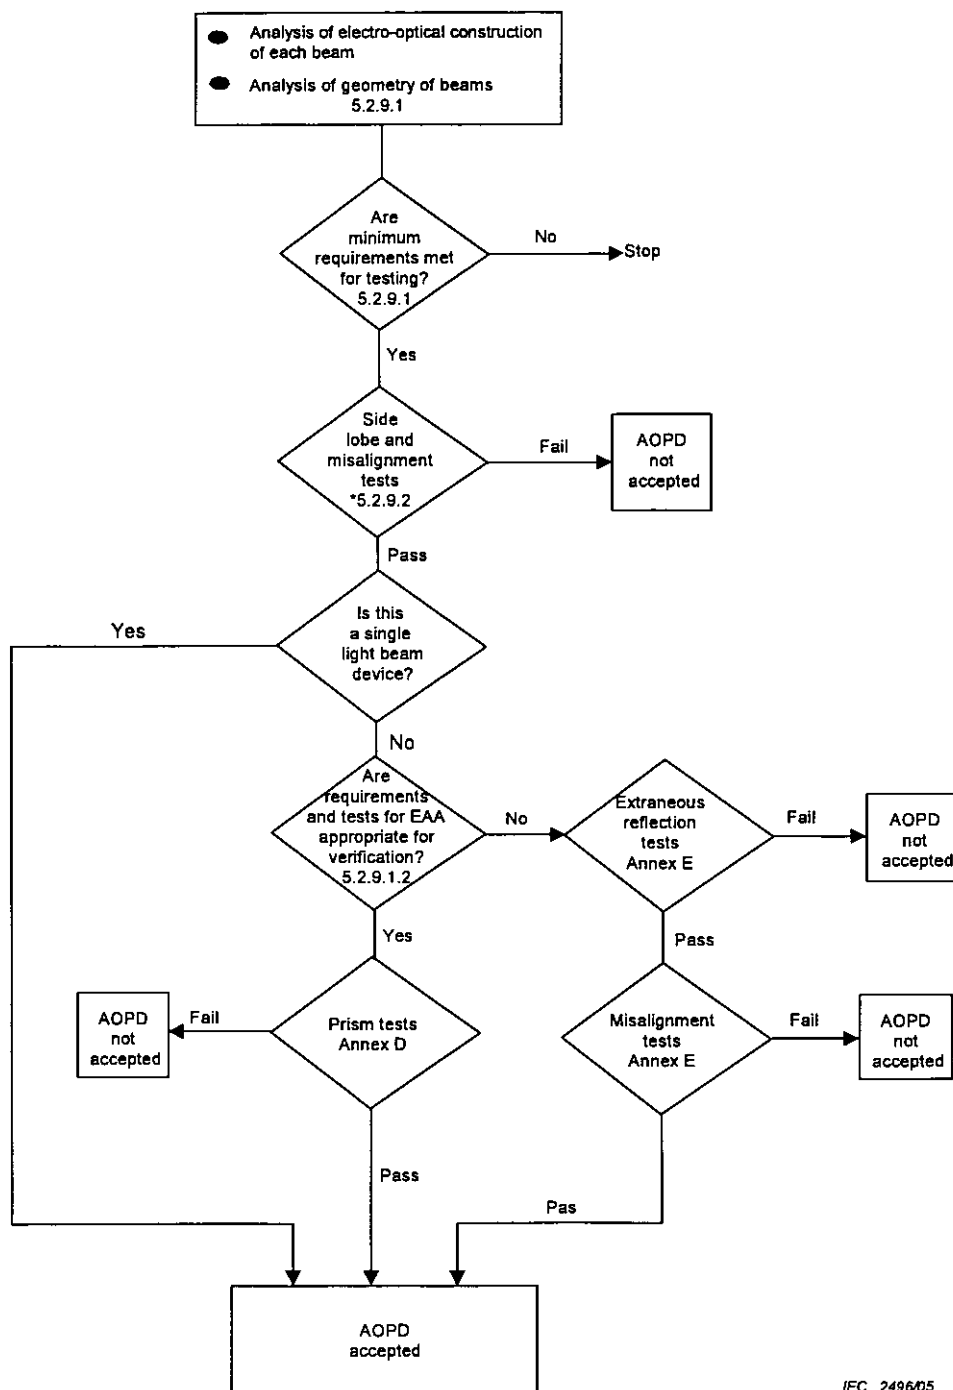 Analysis of electro-optical construction
of each beam
Analysis of geometry of beams
5.2.9.1
Are
minimum
requirements met
for testing?
5.2.9.1
No
Stop
Yes
Side
lobe and
misalignment
tests
*5.2.9.2
Fail
AOPD
not
accepted
Pass
Is this
a single
light beam
device?
Yes
No
Are
requirements
and tests for EAA
appropriate for
verification?
5.2.9.1.2
No
Extraneous
reflection
tests
Annex E
Fail
AOPD
not
accepted
Yes
Pass
Prism tests
Annex D
Fail
AOPD
not
accepted
Misalignment
tests
Annex E
Fail
AOPD
not
accepted
Pass
Pas
AOPD
accepted
IEC 2496/05